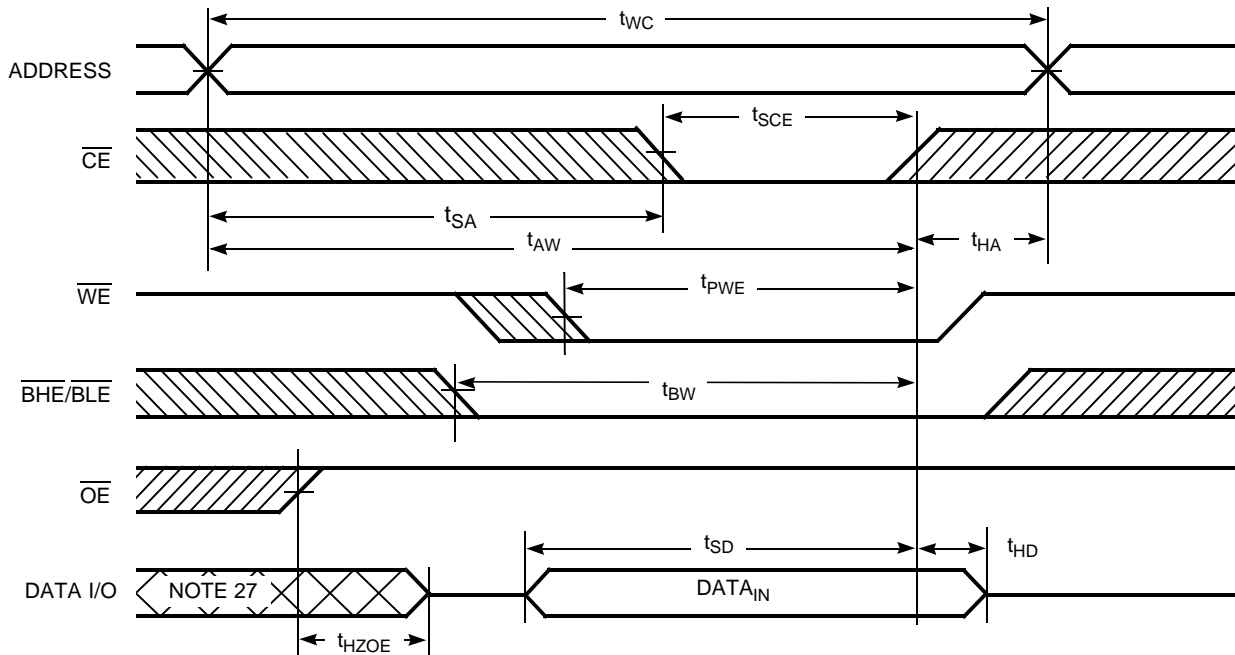 tWC
ADDRESS
tSCE
CE
tSA
tAW
tHA
tPWE
WE
BHE/BLE
tBW
OE
tSD
tHD
DATA I/O
NOTE 27
DATAIN
tHZOE